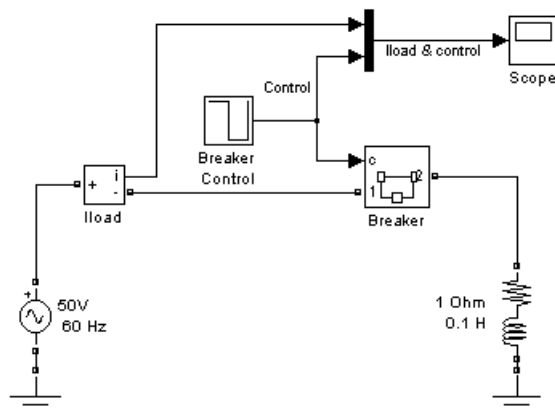 Iload & control
Scope
Control
Breaker
Control
i
+
-
Iload
c
1
2
Breaker
+
50V
60 Hz
1 Ohm
0.1 H